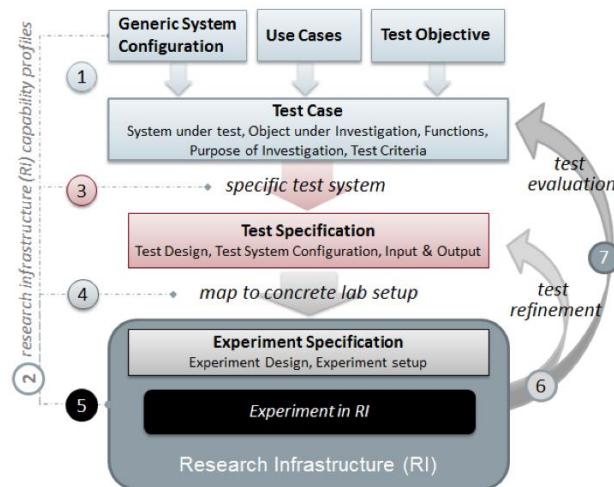 Generic System
Configuration
Use Cases
Test Objective
1
Test Case
System under test, Object under Investigation, Functions,
Purpose of Investigation, Test Criteria
3
specific test system
test
evaluation
Test Specification
Test Design, Test System Configuration, Input & Output
7
4
map to concrete lab setup
test
refinement
Experiment Specification
Experiment Design, Experiment setup
6
5
Experiment in RI
Research Infrastructure (RI)
2
research infrastructure (RI) capability profiles